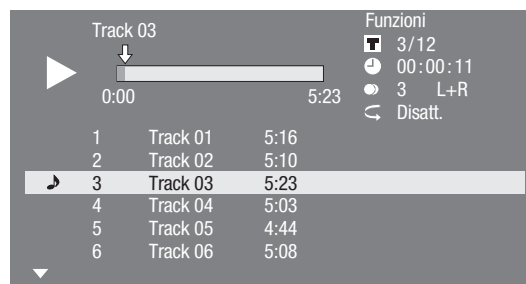 Track 03
0:00 5:23
Funzioni
T 3/12
00:00:11
3 L+R
Disatt.
1 Track 01 5:16
2 Track 02 5:10
3 Track 03 5:23
4 Track 04 5:03
5 Track 05 4:44
6 Track 06 5:08